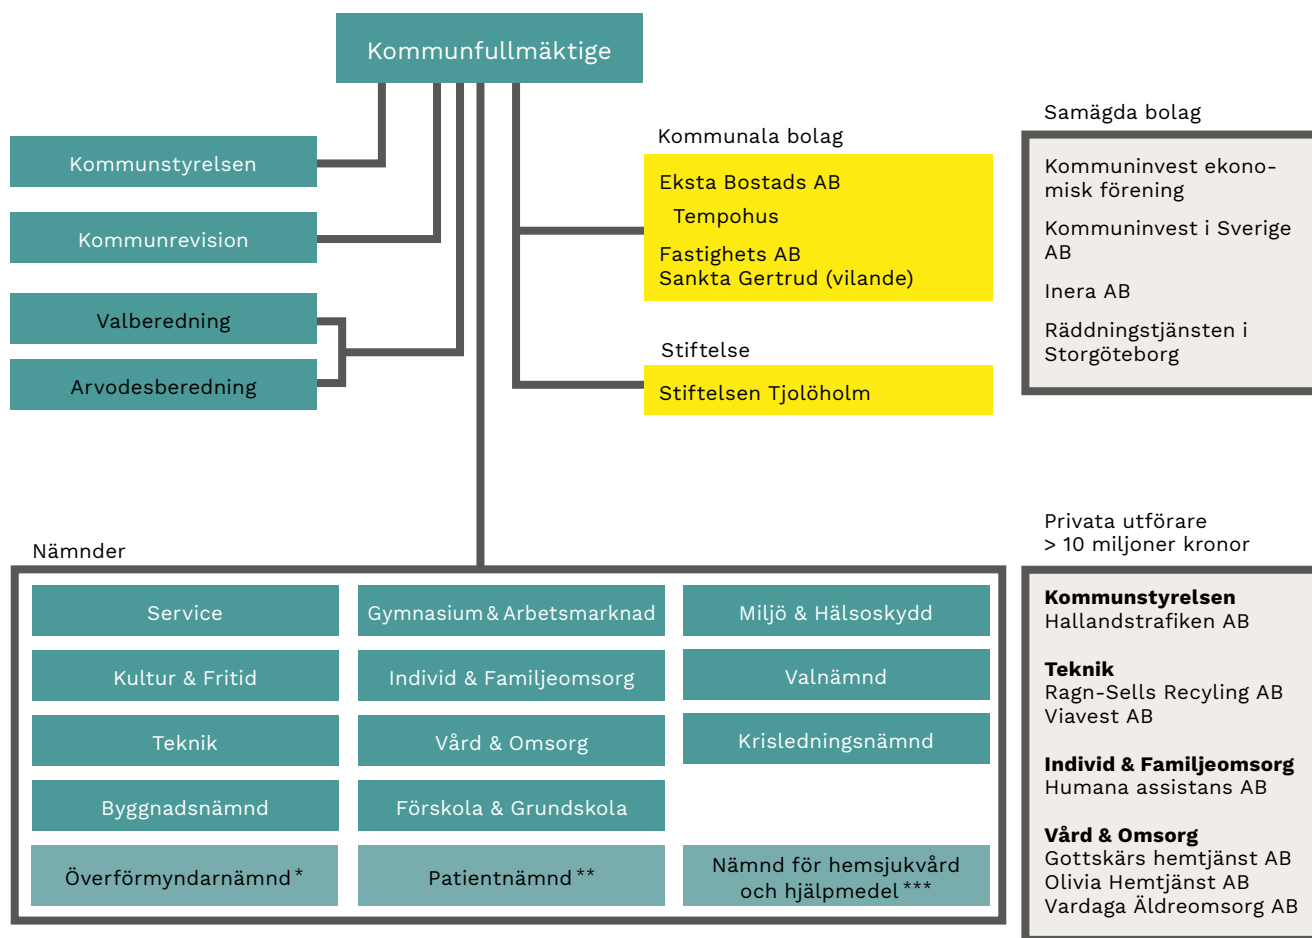 Kommunfullmäktige
Kommunstyrelsen
Kommunrevision
Valberedning
Arvodesberedning
Kommunala bolag
Eksta Bostads AB
Tempohus
Fastighets AB
Sankta Gertrud (vilande)
Stiftelse
Stiftelsen Tjolöholm
Samägda bolag
Kommuninvest ekono-
misk förening
Kommuninvest i Sverige
AB
Inera AB
Räddningstjänsten i
Storgöteborg
Nämnder
Service
Gymnasium & Arbetsmarknad
Miljö & Hälsoskydd
Kultur & Fritid
Individ & Familjeomsorg
Valnämnd
Teknik
Vård & Omsorg
Krisledningsnämnd
Byggnadsnämnd
Förskola & Grundskola
Överförmyndarnämnd *
Patientnämnd **
Nämnd för hemsjukvård
och hjälpmedel ***
Privata utförare
> 10 miljoner kronor
Kommunstyrelsen
Hallandstrafiken AB
Teknik
Ragn-Sells Recyling AB
Viavest AB
Individ & Familjeomsorg
Humana assistans AB
Vård & Omsorg
Gottskärs hemtjänst AB
Olivia Hemtjänst AB
Vardaga Äldreomsorg AB